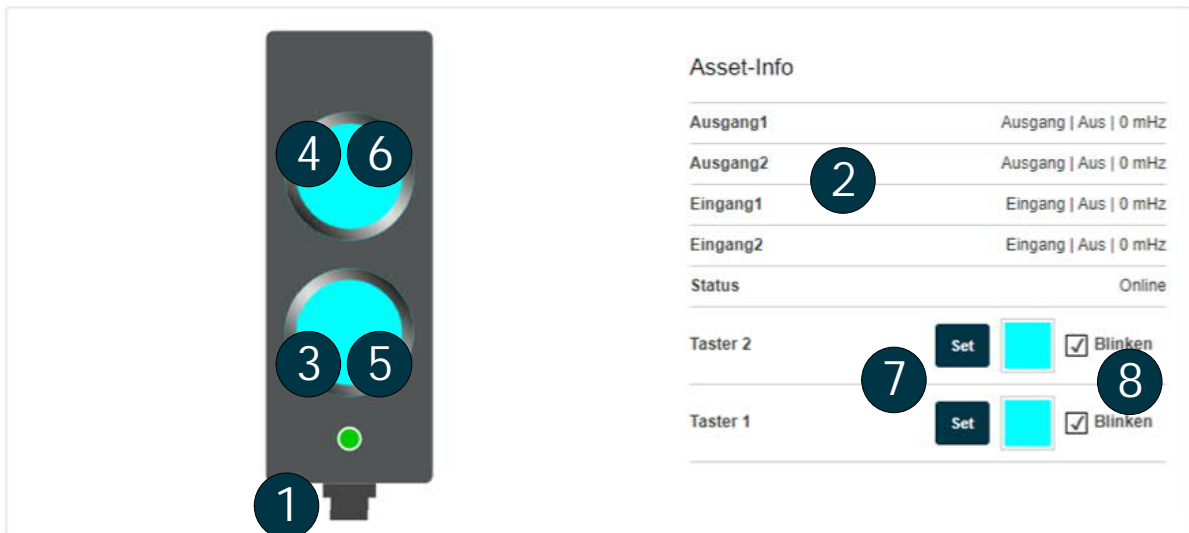 Asset-Info
Ausgang1 Ausgang | Aus | 0 mHz
Ausgang2 Ausgang | Aus | 0 mHz
2
Eingang1 Eingang | Aus | 0 mHz
Eingang2 Eingang | Aus | 0 mHz
Status Online
Taster 2 Set Blinken
7 8
Taster 1 Set Blinken
4 6
3 5
1